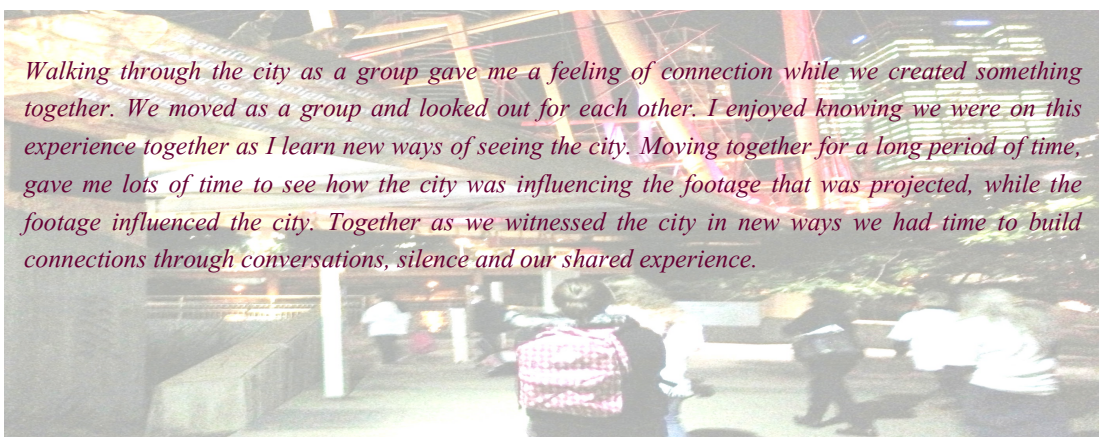 Walking through the city as a group gave me a feeling of connection while we created something
together. We moved as a group and looked out for each other. I enjoyed knowing we were on this
experience together as I learn new ways of seeing the city. Moving together for a long period of time,
gave me lots of time to see how the city was influencing the footage that was projected, while the
footage influenced the city. Together as we witnessed the city in new ways we had time to build
connections through conversations, silence and our shared experience.